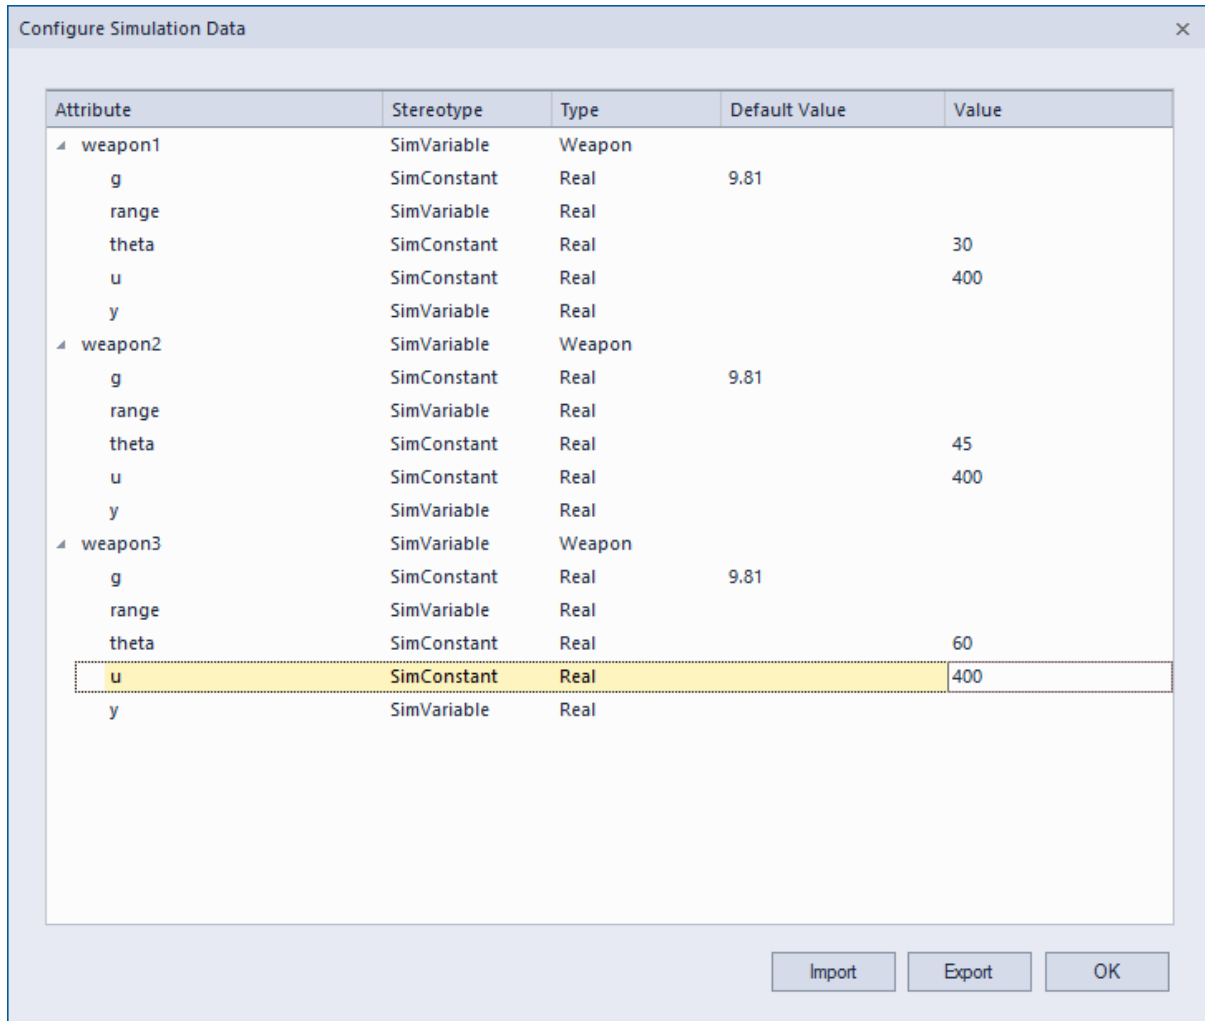 Configure Simulation Data
Attribute Stereotype Type Default Value Value
weapon1 SimVariable Weapon
g SimConstant Real 9.81
range SimVariable Real
theta SimConstant Real 30
u SimConstant Real 400
y SimVariable Real
weapon2 SimVariable Weapon
g SimConstant Real 9.81
range SimVariable Real
theta SimConstant Real 45
u SimConstant Real 400
y SimVariable Real
weapon3 SimVariable Weapon
g SimConstant Real 9.81
range SimVariable Real
theta SimConstant Real 60
u SimConstant Real 400
y SimVariable Real
Import Export OK